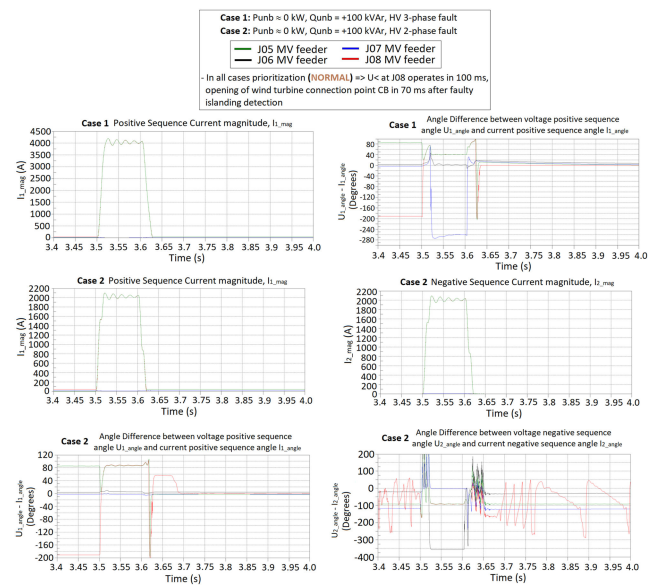 Case 1: Punb ≈ 0 kW, Qunb = +100 kVAr, HV 3-phase fault
Case 2: Punb ≈ 0 kW, Qunb = +100 kVAr, HV 2-phase fault
J05 MV feeder J07 MV feeder
J06 MV feeder J08 MV feeder
- In all cases prioritization (NORMAL) => U< at J08 operates in 100 ms,
opening of wind turbine connection point CB in 70 ms after faulty
islanding detection
Case 1 Positive Sequence Current magnitude, I1_mag
I1_mag (A)
4500
4000
3500
3000
2500
2000
1500
1000
500
0
3.4 3.45 3.5 3.55 3.6 3.65 3.7 3.75 3.8 3.85 3.9 3.95 4.0
Time (s)
Case 1 Angle Difference between voltage positive sequence
angle U1_angle and current positive sequence angle I1_angle
U1_angle - I1_angle
(Degrees)
80
40
0
-40
-80
-120
-160
-200
-240
-280
3.4 3.45 3.5 3.55 3.6 3.65 3.7 3.75 3.8 3.85 3.9 3.95 4.0
Time (s)
Case 2 Positive Sequence Current magnitude, I1_mag
I1_mag (A)
2200
2000
1800
1600
1400
1200
1000
800
600
400
200
0
3.4 3.45 3.5 3.55 3.6 3.65 3.7 3.75 3.8 3.85 3.9 3.95 4.0
Time (s)
Case 2 Negative Sequence Current magnitude, I2_mag
I2_mag (A)
2200
2000
1800
1600
1400
1200
1000
800
600
400
200
0
3.4 3.45 3.5 3.55 3.6 3.65 3.7 3.75 3.8 3.85 3.9 3.95 4.0
Time (s)
Case 2 Angle Difference between voltage positive sequence
angle U1_angle and current positive sequence angle I1_angle
U1_angle - I1_angle
(Degrees)
120
80
40
0
-40
-80
-120
-160
-200
3.4 3.45 3.5 3.55 3.6 3.65 3.7 3.75 3.8 3.85 3.9 3.95 4.0
Time (s)
Case 2 Angle Difference between voltage negative sequence
angle U2_angle and current negative sequence angle I2_angle
U2_angle - I2_angle
(Degrees)
200
100
0
-100
-200
-300
-400
3.4 3.45 3.5 3.55 3.6 3.65 3.7 3.75 3.8 3.85 3.9 3.95 4.0
Time (s)